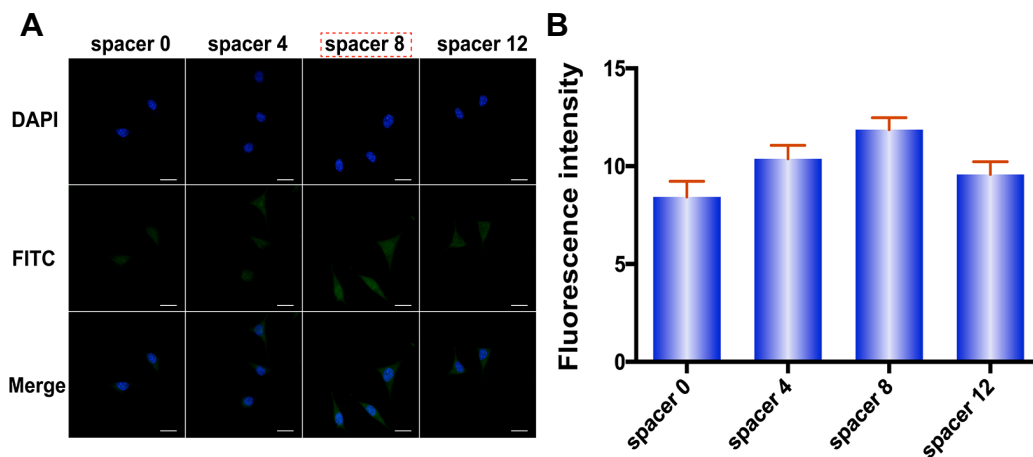 A
spacer 0 spacer 4 spacer 8 spacer 12
DAPI
FITC
Merge
B
Fluorescence intensity
15
10
5
0
spacer 0
spacer 4
spacer 8
spacer 12